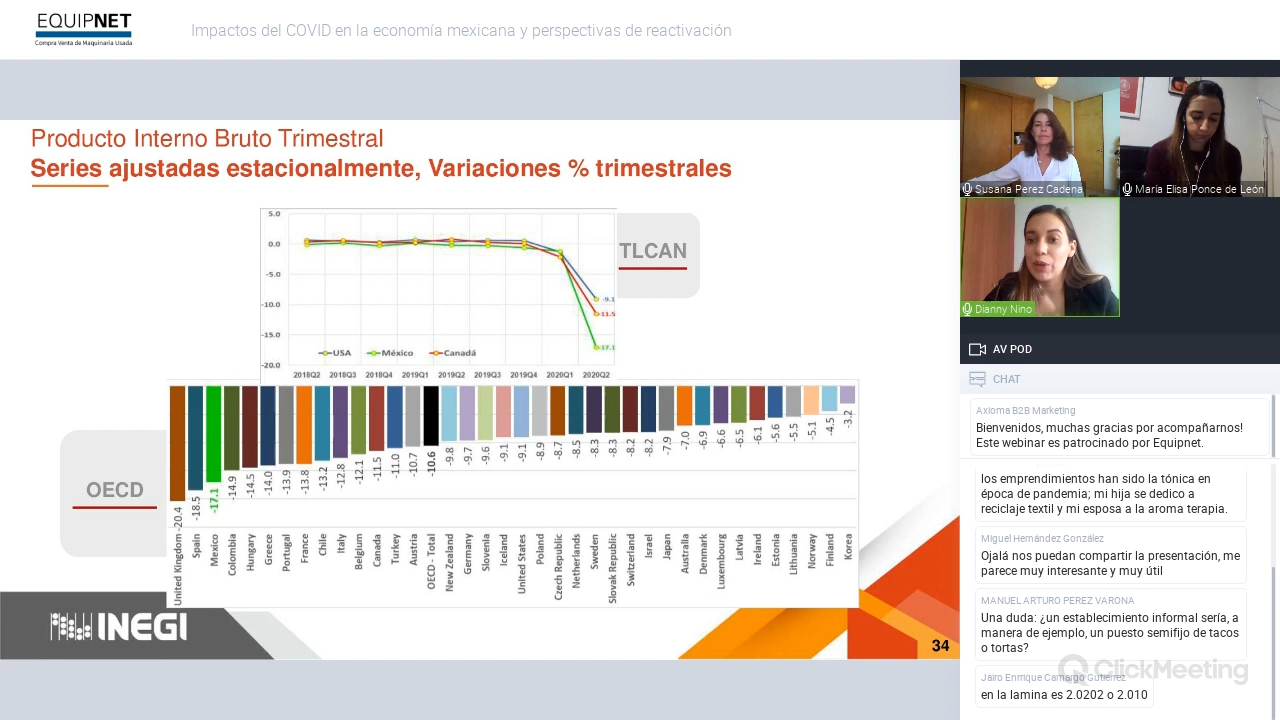 EQUIPNET
Compra Venta de Maquinaria Usada
Impactos del COVID en la economía mexicana y perspectivas de reactivación
Producto Interno Bruto Trimestral
Series ajustadas estacionalmente, Variaciones % trimestrales
TLCAN
5.0
0.0
-5.0
-10.0
-15.0
-20.0
-9.1
-11.5
-17.1
USA México Canadá
2018Q2 2018Q3 2018Q4 2019Q1 2019Q2 2019Q3 2019Q4 2020Q1 2020Q2
OECD
-20.4 -18.5 -17.1 -14.9 -14.5 -14.0 -13.9 -13.8 -13.2 -12.8 -12.1 -11.5 -11.0 -10.7 -10.6 -9.8 -9.7 -9.6 -9.1 -9.1 -8.9 -8.7 -8.5 -8.3 -8.3 -8.2 -8.2 -7.9 -7.0 -6.9 -6.6 -6.5 -6.1 -5.6 -5.5 -5.1 -4.5 -3.2
United Kingdom Spain Mexico Colombia Hungary Greece Portugal France Chile Italy Belgium Canada Turkey Austria OECD - Total New Zealand Germany Slovenia Iceland United States Poland Czech Republic Netherlands Sweden Slovak Republic Switzerland Israel Japan Australia Denmark Luxembourg Latvia Ireland Estonia Lithuania Norway Finland Korea
INEGI
34
Susana Perez Cadena
Maria Elisa Ponce de León
Dianny Nino
AV POD
CHAT
Axioma B2B Marketing
Bienvenidos, muchas gracias por acompañarnos!
Este webinar es patrocinado por Equipnet.
los emprendimientos han sido la tónica en
época de pandemia; mi hija se dedico a
reciclaje textil y mi esposa a la aroma terapia.
Miguel Hernández González
Ojalá nos puedan compartir la presentación, me
parece muy interesante y muy útil
MANUEL ARTURO PEREZ VARONA
Una duda: ¿un establecimiento informal sería, a
manera de ejemplo, un puesto semifijo de tacos
o tortas?
Jairo Enrrique Camargo Gutierrez
en la lamina es 2.0202 o 2.010
ClickMeeting